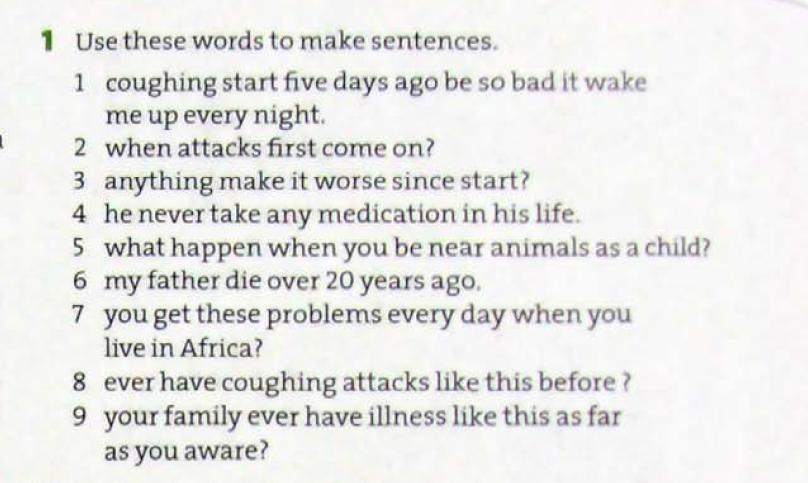 1 Use these words to make sentences.
1 coughing start five days ago be so bad it wake
me up every night.
2 when attacks first come on?
3 anything make it worse since start?
4 he never take any medication in his life.
5 what happen when you be near animals as a child?
6 my father die over 20 years ago.
7 you get these problems every day when you
live in Africa?
8 ever have coughing attacks like this before ?
9 your family ever have illness like this as far
as you aware?